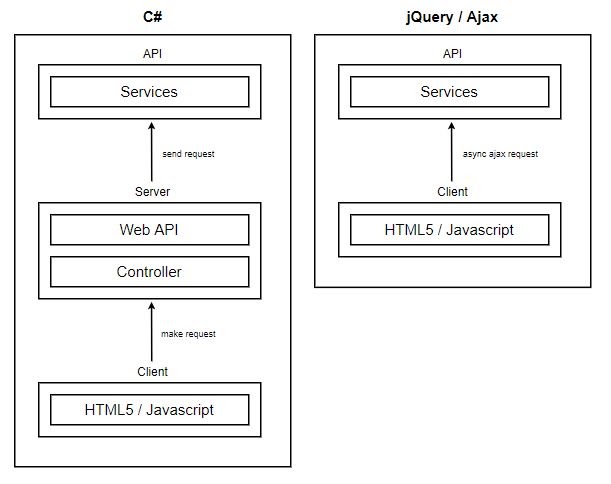 C#
API
Services
send request
Server
Web API
Controller
make request
Client
HTML5 / Javascript
jQuery / Ajax
API
Services
async ajax request
Client
HTML5 / Javascript